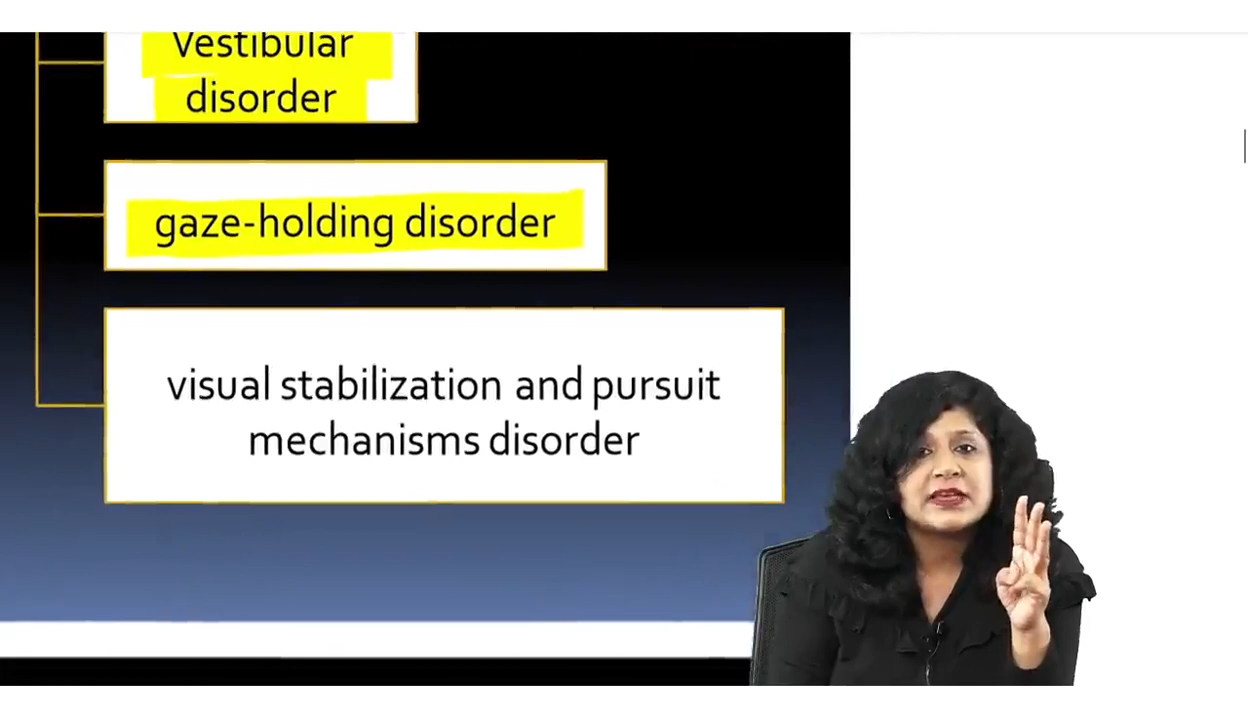 Vestibular
disorder
gaze-holding disorder
visual stabilization and pursuit
mechanisms disorder